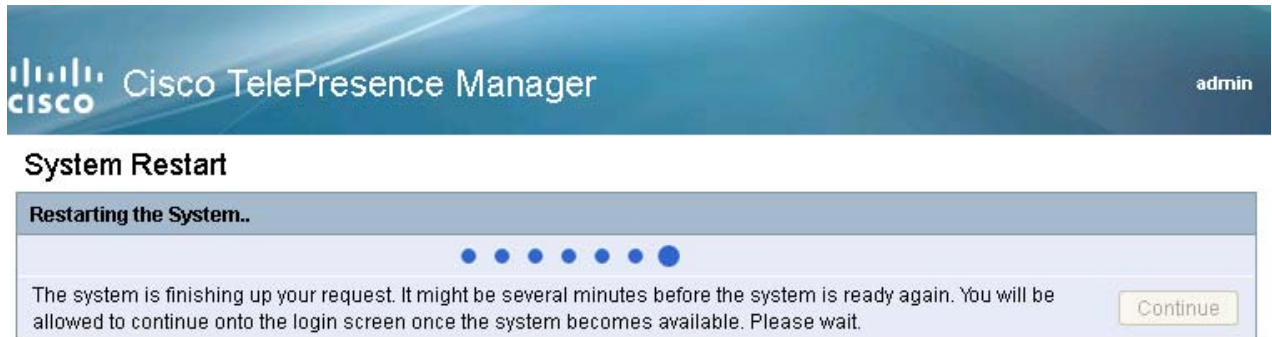 CISCO Cisco TelePresence Manager admin
System Restart
Restarting the System..
The system is finishing up your request. It might be several minutes before the system is ready again. You will be
allowed to continue onto the login screen once the system becomes available. Please wait.
Continue